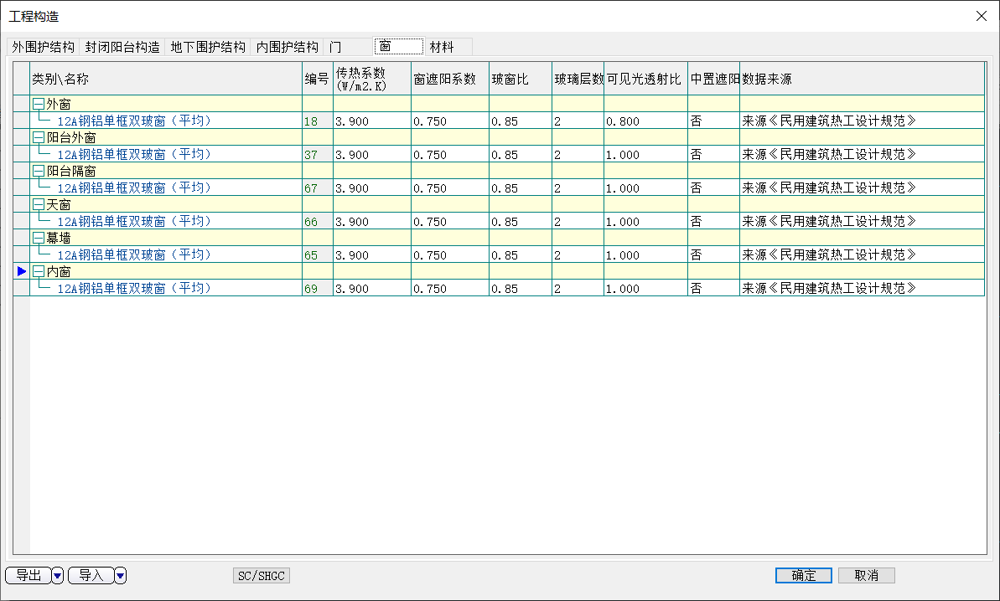 工程构造
外围护结构 封闭阳台构造 地下围护结构 内围护结构 门 窗 材料
类别\名称 编号 传热系数 (W/m2.K) 窗遮阳系数 玻窗比 玻璃层数 可见光透射比 中置遮阳 数据来源
外窗
12A钢铝单框双玻窗（平均） 18 3.900 0.750 0.85 2 0.800 否 来源《民用建筑热工设计规范》
阳台外窗
12A钢铝单框双玻窗（平均） 37 3.900 0.750 0.85 2 1.000 否 来源《民用建筑热工设计规范》
阳台隔窗
12A钢铝单框双玻窗（平均） 67 3.900 0.750 0.85 2 1.000 否 来源《民用建筑热工设计规范》
天窗
12A钢铝单框双玻窗（平均） 66 3.900 0.750 0.85 2 1.000 否 来源《民用建筑热工设计规范》
幕墙
12A钢铝单框双玻窗（平均） 65 3.900 0.750 0.85 2 1.000 否 来源《民用建筑热工设计规范》
内窗
12A钢铝单框双玻窗（平均） 69 3.900 0.750 0.85 2 1.000 否 来源《民用建筑热工设计规范》
导出 导入 SC/SHGC 确定 取消